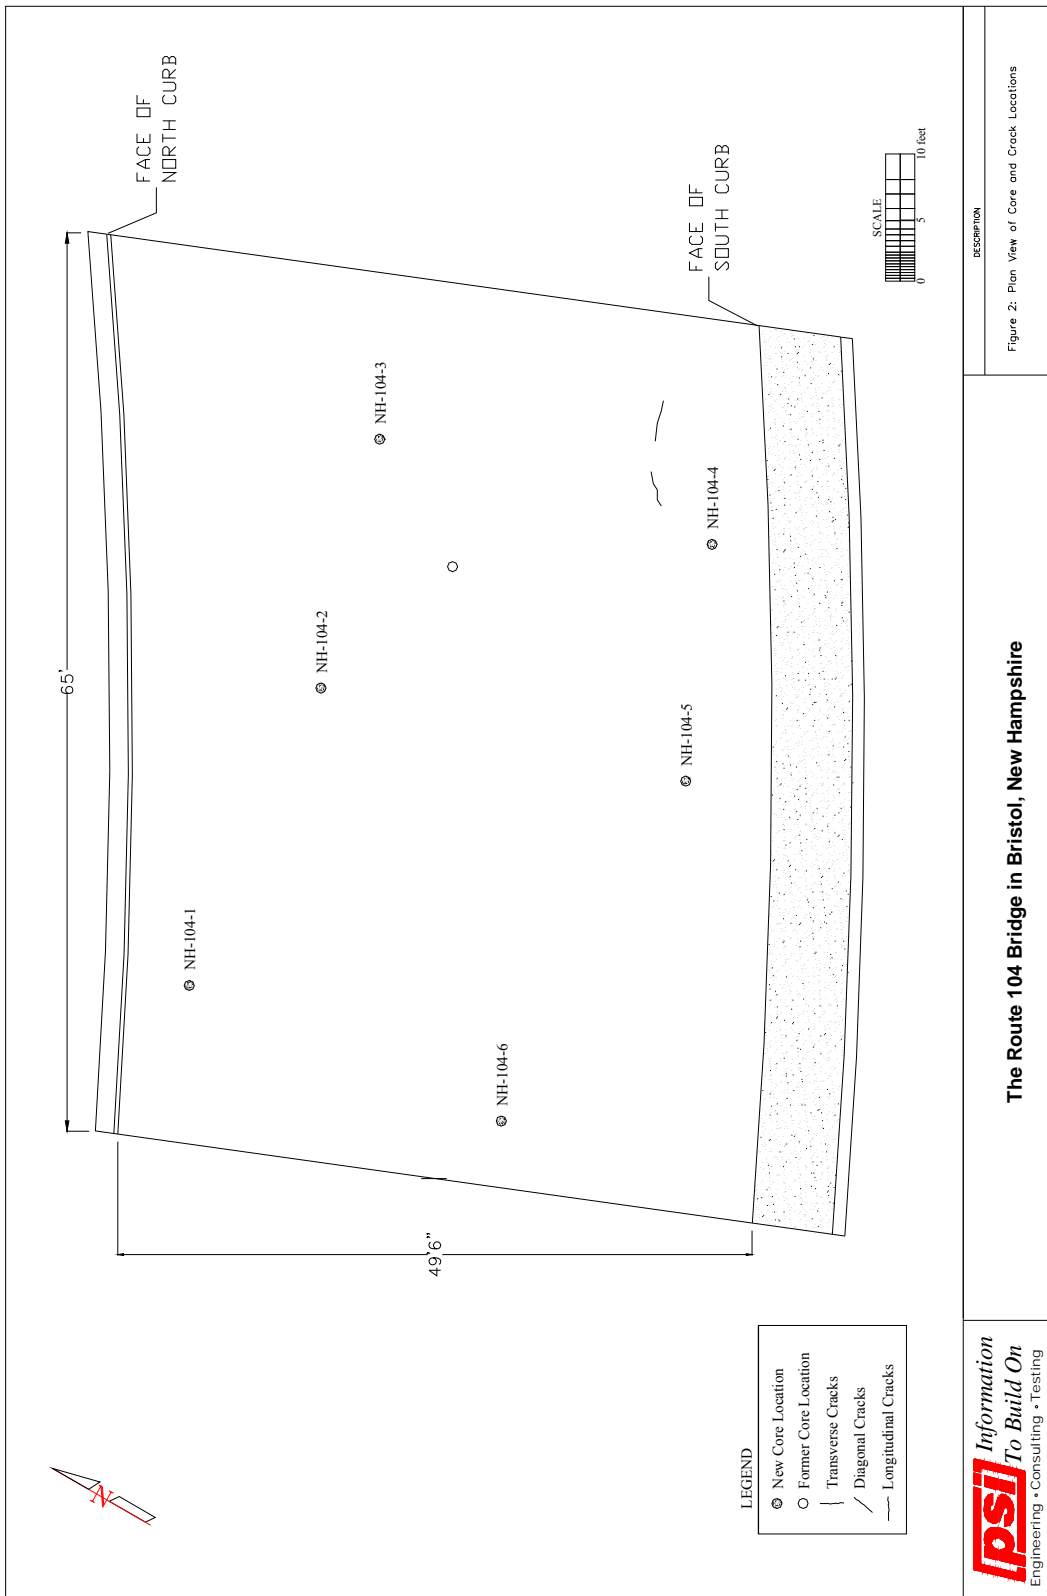 65'
FACE OF
NORTH CURB
NH-104-1
NH-104-2
NH-104-3
49'6"
NH-104-6
NH-104-5
NH-104-4
FACE OF
SOUTH CURB
N
SCALE
0
5
10 feet
LEGEND
New Core Location
Former Core Location
Transverse Cracks
Diagonal Cracks
Longitudinal Cracks
psi Information
To Build On
Engineering • Consulting • Testing
The Route 104 Bridge in Bristol, New Hampshire
DESCRIPTION
Figure 2: Plan View of Core and Crack Locations